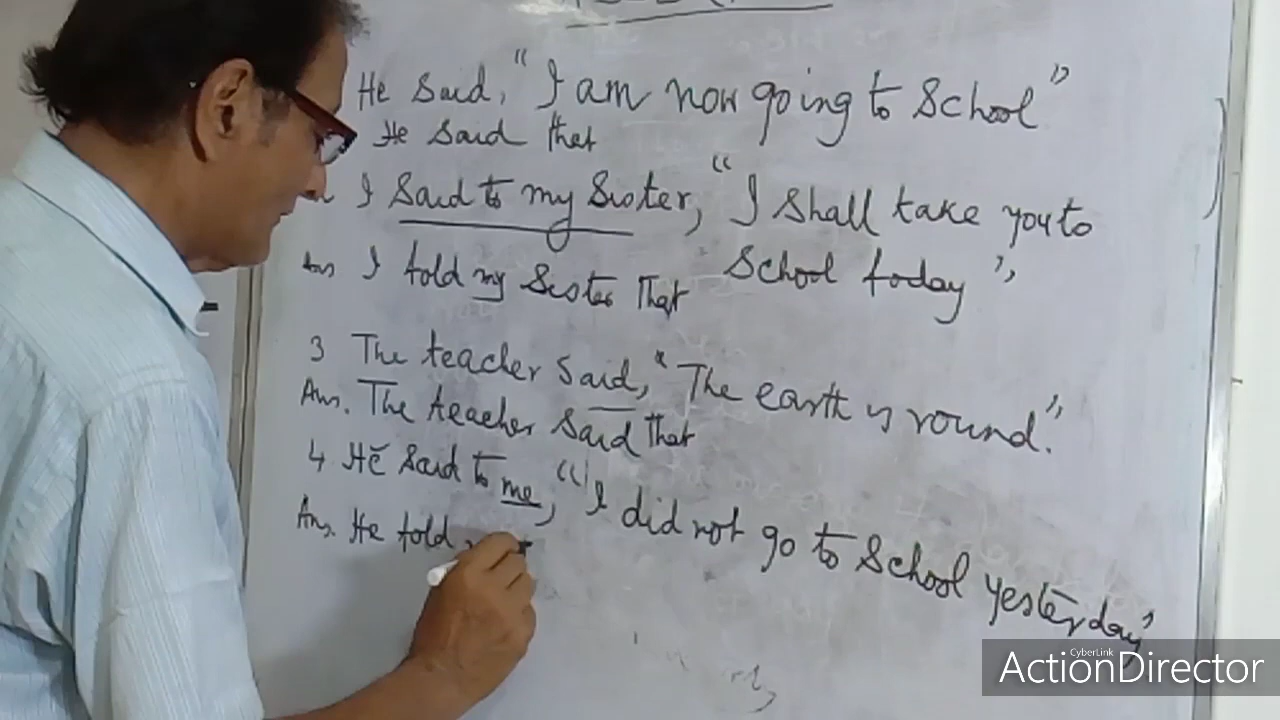 He said, "I am now going to School"
He said that
I said to my Sister, "I shall take you to
School today",
Ans I told my Sister That
3 The teacher said, "The earth is round."
Ans. The teacher said That
4 He said to me, "I did not go to School yesterday"
Ans. He told
CyberLink
ActionDirector